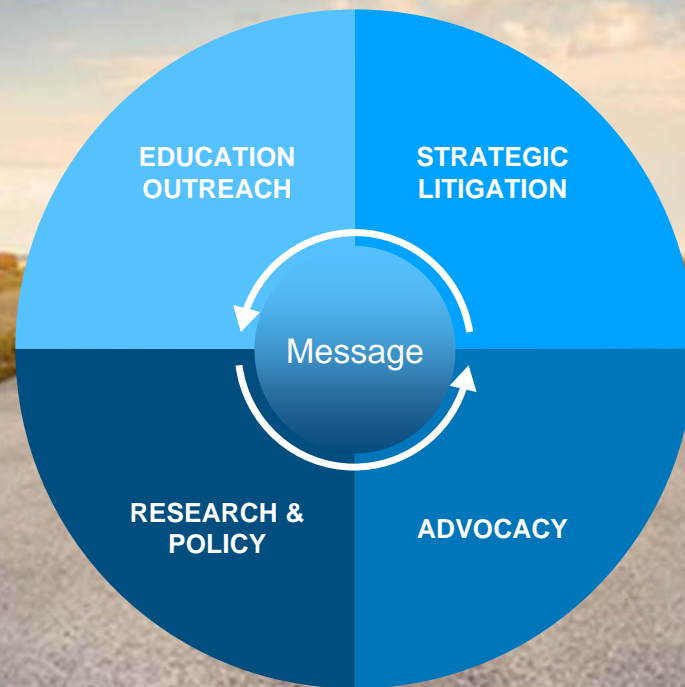 EDUCATION
OUTREACH
STRATEGIC
LITIGATION
Message
RESEARCH &
POLICY
ADVOCACY